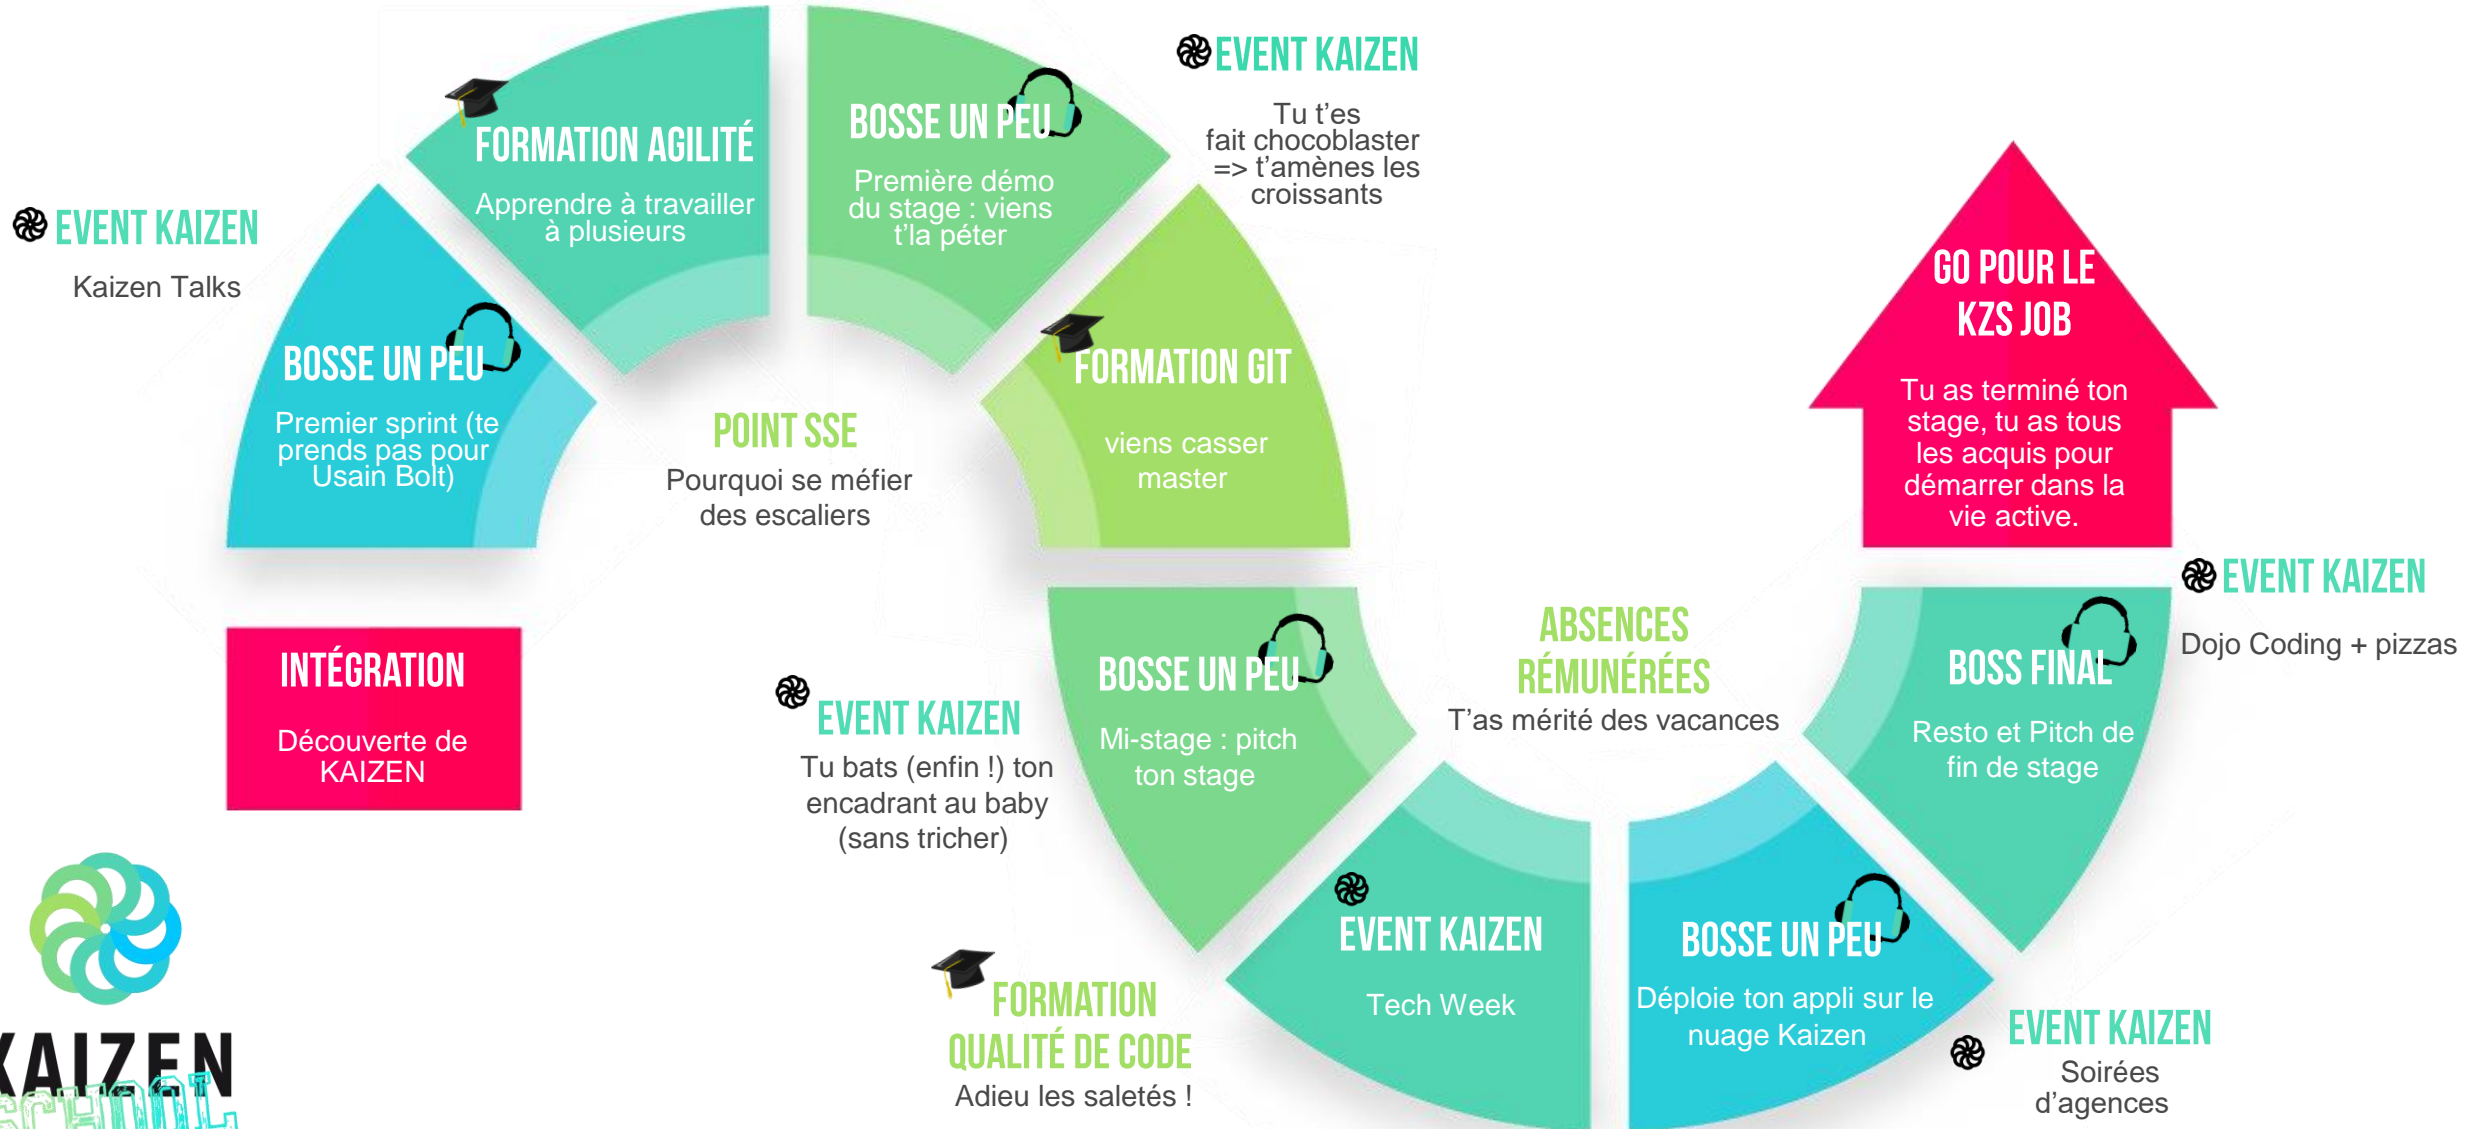 INTÉGRATION
Découverte de
KAIZEN
EVENT KAIZEN
Kaizen Talks
BOSSE UN PEU
Premier sprint (te
prends pas pour
Usain Bolt)
FORMATION AGILITÉ
Apprendre à travailler
à plusieurs
POINT SSE
Pourquoi se méfier
des escaliers
BOSSE UN PEU
Première démo
du stage : viens
t'la péter
EVENT KAIZEN
Tu t'es
fait chocoblaster
=> t'amènes les
croissants
FORMATION GIT
viens casser
master
BOSSE UN PEU
Mi-stage : pitch
ton stage
EVENT KAIZEN
Tu bats (enfin !) ton
encadrant au baby
(sans tricher)
FORMATION
QUALITÉ DE CODE
Adieu les saletés !
EVENT KAIZEN
Tech Week
ABSENCES
RÉMUNÉRÉES
T'as mérité des vacances
BOSSE UN PEU
Déploie ton appli sur le
nuage Kaizen
EVENT KAIZEN
Soirées
d'agences
BOSS FINAL
Resto et Pitch de
fin de stage
EVENT KAIZEN
Dojo Coding + pizzas
GO POUR LE
KZS JOB
Tu as terminé ton
stage, tu as tous
les acquis pour
démarrer dans la
vie active.
KAIZEN
SCHOOL